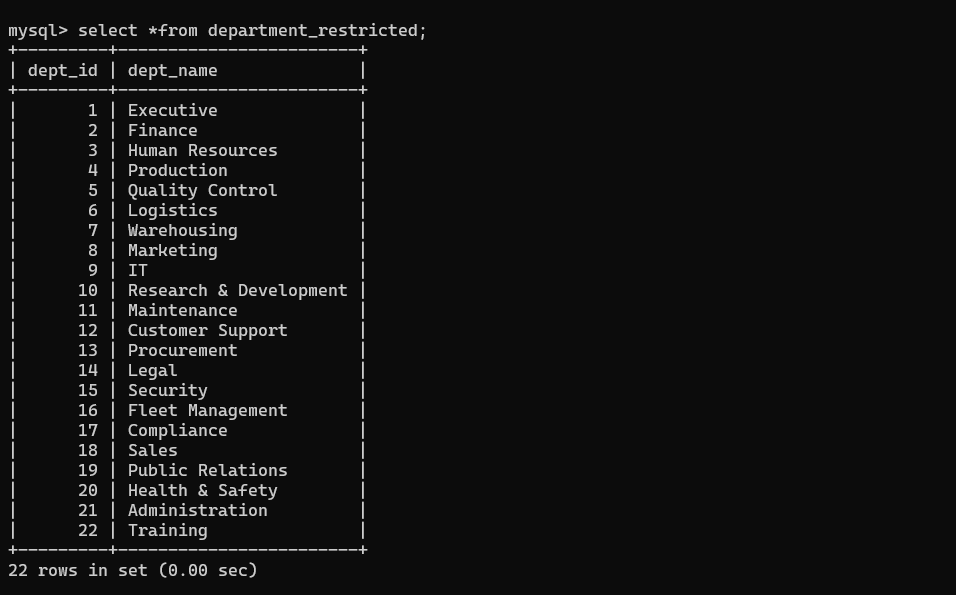 mysql> select *from department_restricted;
+---------+------------------------+
| dept_id | dept_name              |
+---------+------------------------+
|       1 | Executive              |
|       2 | Finance                |
|       3 | Human Resources        |
|       4 | Production             |
|       5 | Quality Control        |
|       6 | Logistics              |
|       7 | Warehousing            |
|       8 | Marketing              |
|       9 | IT                     |
|      10 | Research & Development |
|      11 | Maintenance            |
|      12 | Customer Support       |
|      13 | Procurement            |
|      14 | Legal                  |
|      15 | Security               |
|      16 | Fleet Management       |
|      17 | Compliance             |
|      18 | Sales                  |
|      19 | Public Relations       |
|      20 | Health & Safety        |
|      21 | Administration         |
|      22 | Training               |
+---------+------------------------+
22 rows in set (0.00 sec)